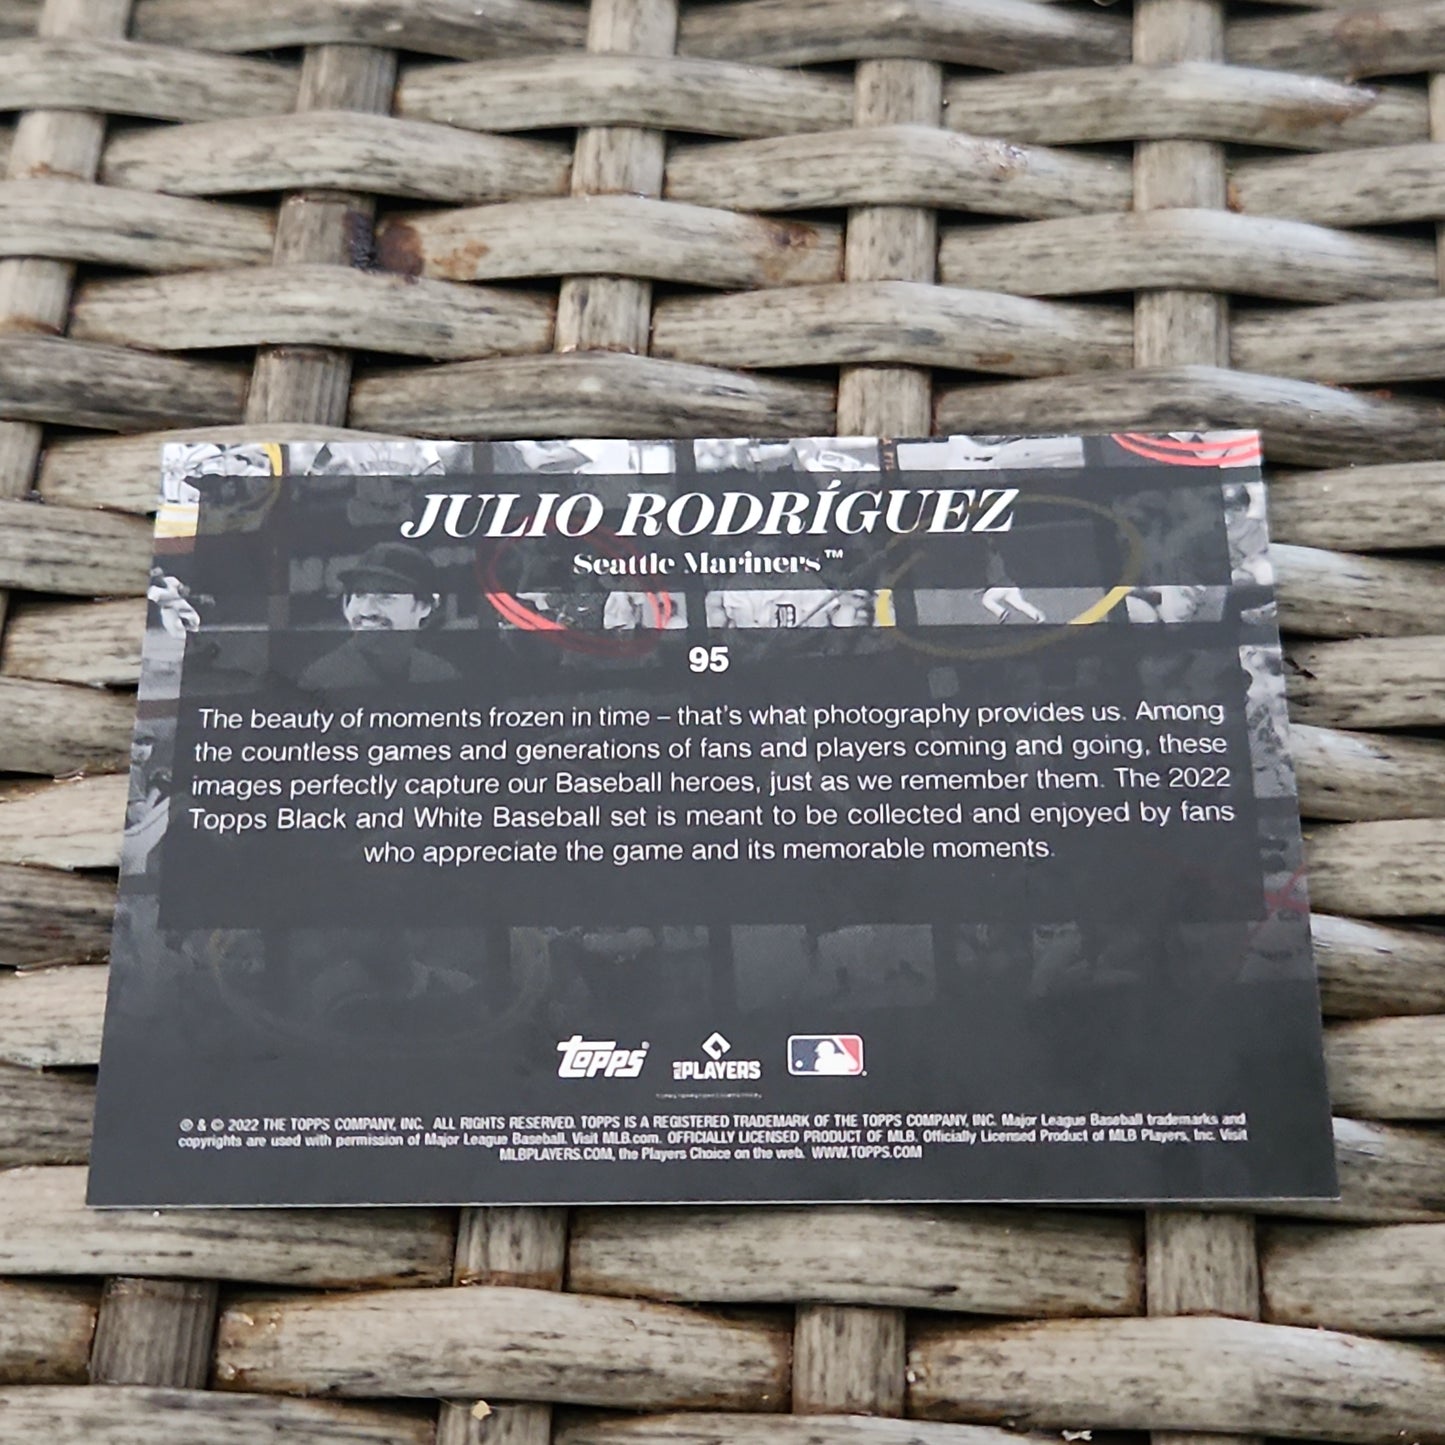 JULIO RODRÍGUEZ
Seattle Mariners™
95
The beauty of moments frozen in time – that's what photography provides us. Among
the countless games and generations of fans and players coming and going, these
images perfectly capture our Baseball heroes, just as we remember them. The 2022
Topps Black and White Baseball set is meant to be collected and enjoyed by fans
who appreciate the game and its memorable moments.
Topps® MLB PLAYERS
® & © 2022 THE TOPPS COMPANY, INC. ALL RIGHTS RESERVED. TOPPS IS A REGISTERED TRADEMARK OF THE TOPPS COMPANY, INC. Major League Baseball trademarks and
copyrights are used with permission of Major League Baseball. Visit MLB.com. OFFICIALLY LICENSED PRODUCT OF MLB. Officially Licensed Product of MLB Players, Inc. Visit
MLBPLAYERS.COM, the Players Choice on the web. WWW.TOPPS.COM